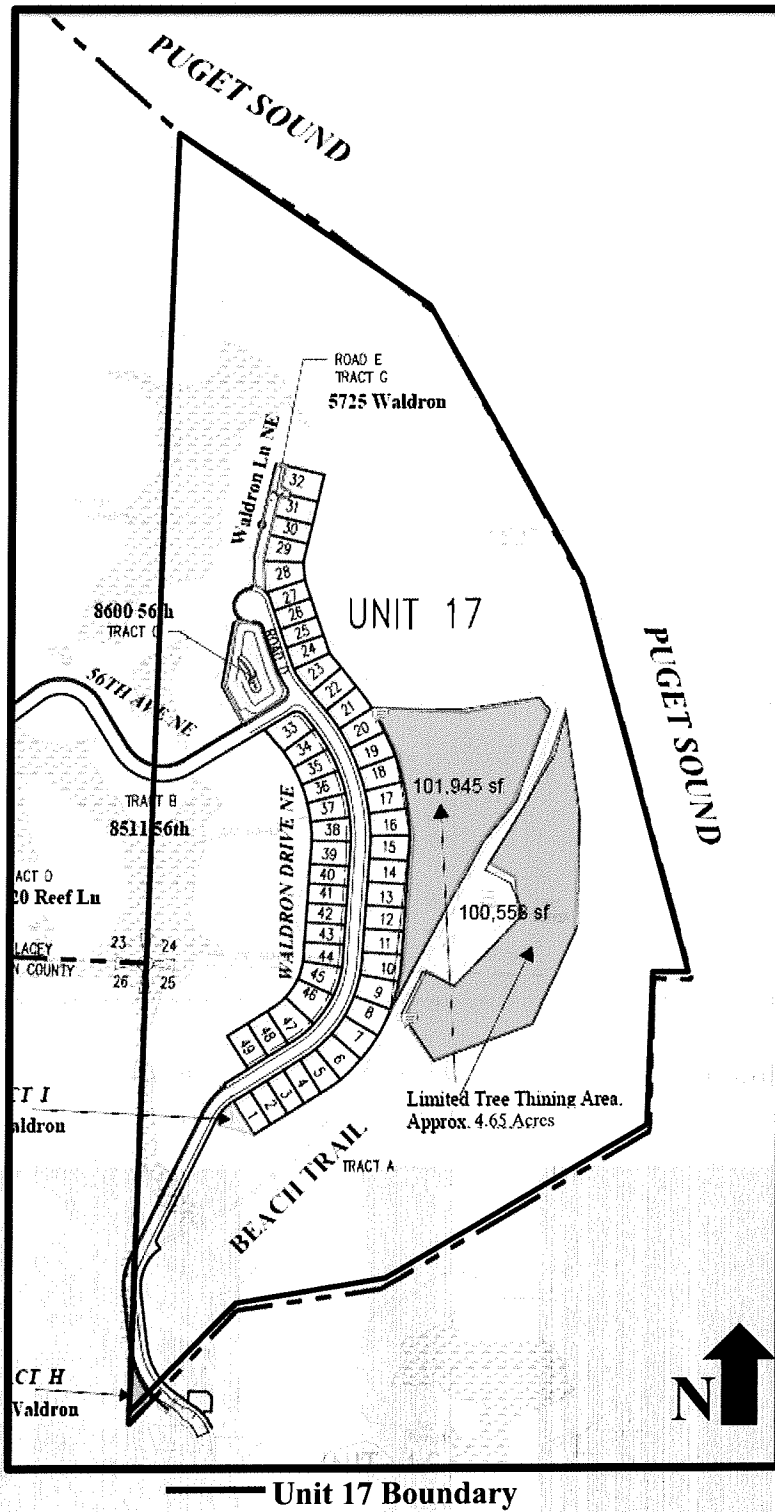 PUGET SOUND
ROAD E
TRACT G
5725 Waldron
Waldron Ln NE
32
31
30
29
28
27
26
25
24
23
22
21
20
19
18
17
16
15
14
13
12
11
10
9
8
7
6
5
4
3
2
1
UNIT 17
8600 56th
TRACT C
ROAD D
56TH AVE NE
33
34
35
36
37
38
39
40
41
42
43
44
45
46
47
48
49
PUGET SOUND
101,945 sf
TRACT B
8511 56th
WALDRON DRIVE NE
ACT D
20 Reef Ln
100,558 sf
LACEY
N COUNTY
23
24
26
25
CT I
aldron
Limited Tree Thining Area.
Approx. 4.65 Acres
BEACH TRAIL
TRACT A
CT H
Waldron
N
Unit 17 Boundary